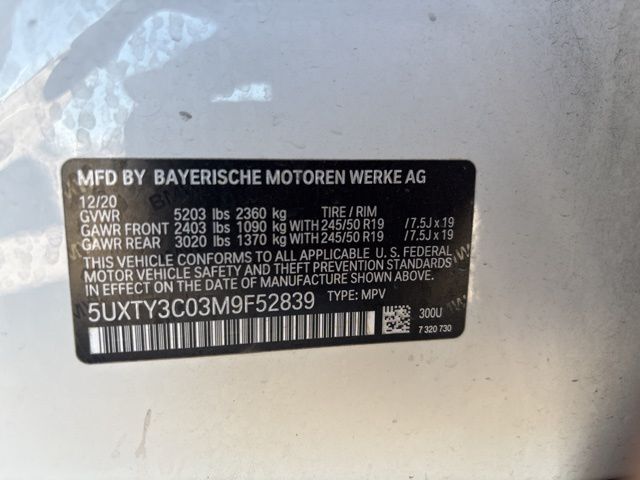 MFD BY BAYERISCHE MOTOREN WERKE AG
12/20
GVWR 5203 lbs 2360 kg TIRE / RIM
GAWR FRONT 2403 lbs 1090 kg WITH 245/50 R19 / 7.5J x 19
GAWR REAR 3020 lbs 1370 kg WITH 245/50 R19 / 7.5J x 19
THIS VEHICLE CONFORMS TO ALL APPLICABLE U. S. FEDERAL
MOTOR VEHICLE SAFETY, BUMPER, AND THEFT PREVENTION STANDARDS
IN EFFECT ON THE DATE OF MANUFACTURE SHOWN ABOVE.
5UXTY3C03M9F52839 TYPE: MPV
300U
7 320 730